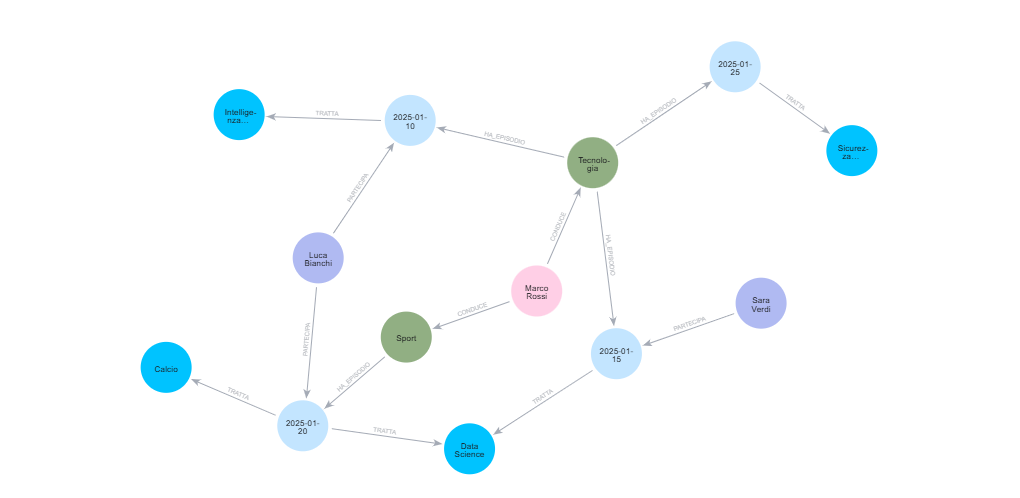 2025-01-
25
HA_EPISODIO
TRATTA
Intellige-
nza…
TRATTA
2025-01-
10
HA_EPISODIO
Tecnolo-
gia
Sicurez-
za…
PARTECIPA
CONDUCE
HA_EPISODIO
Luca
Bianchi
Marco
Rossi
Sara
Verdi
CONDUCE
PARTECIPA
PARTECIPA
Sport
2025-01-
15
Calcio
HA_EPISODIO
TRATTA
TRATTA
2025-01-
20
TRATTA
Data
Science